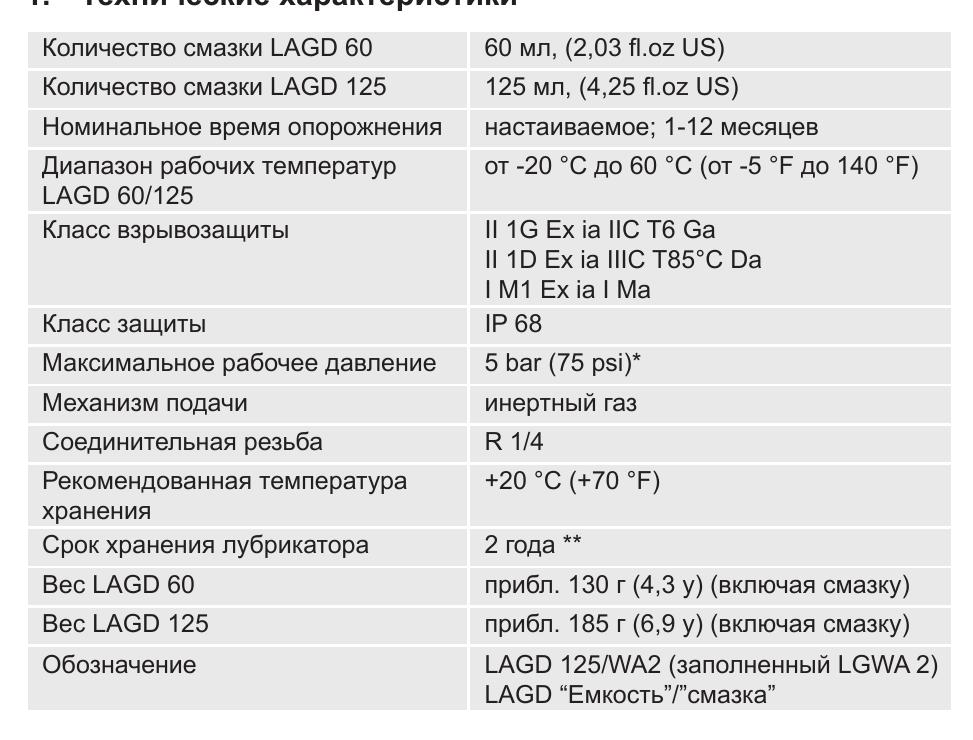 1. Технические характеристики
Количество смазки LAGD 60
60 мл, (2,03 fl.oz US)
Количество смазки LAGD 125
125 мл, (4,25 fl.oz US)
Номинальное время опорожнения
настаиваемое; 1-12 месяцев
Диапазон рабочих температур
LAGD 60/125
от -20 °C до 60 °C (от -5 °F до 140 °F)
Класс взрывозащиты
II 1G Ex ia IIC T6 Ga
II 1D Ex ia IIIC T85°C Da
I M1 Ex ia I Ma
Класс защиты
IP 68
Максимальное рабочее давление
5 bar (75 psi)*
Механизм подачи
инертный газ
Соединительная резьба
R 1/4
Рекомендованная температура
хранения
+20 °C (+70 °F)
Срок хранения лубрикатора
2 года **
Вес LAGD 60
прибл. 130 г (4,3 у) (включая смазку)
Вес LAGD 125
прибл. 185 г (6,9 у) (включая смазку)
Обозначение
LAGD 125/WA2 (заполненный LGWA 2)
LAGD “Емкость”/”смазка”